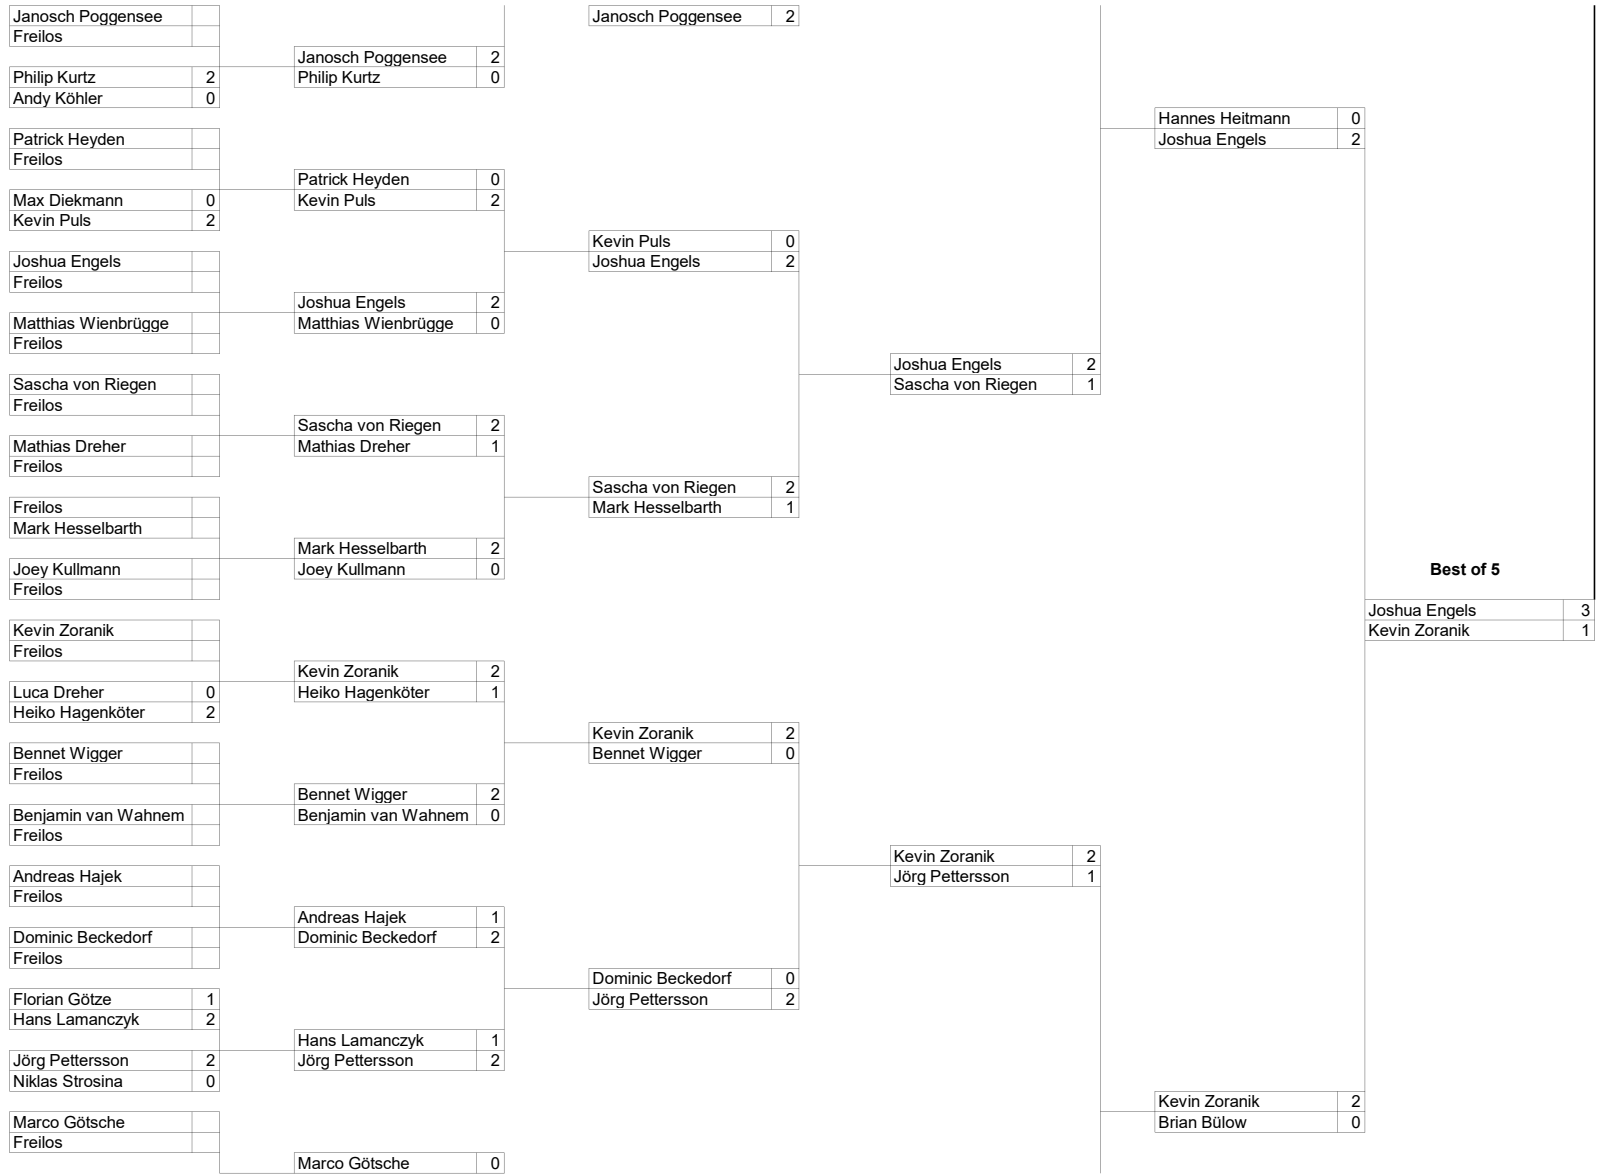 Janosch Poggensee
Freilos
Philip Kurtz 2
Andy Köhler 0
Patrick Heyden
Freilos
Max Diekmann 0
Kevin Puls 2
Joshua Engels
Freilos
Matthias Wienbrügge
Freilos
Sascha von Riegen
Freilos
Mathias Dreher
Freilos
Freilos
Mark Hesselbarth
Joey Kullmann
Freilos
Kevin Zoranik
Freilos
Luca Dreher 0
Heiko Hagenköter 2
Bennet Wigger
Freilos
Benjamin van Wahnem
Freilos
Andreas Hajek
Freilos
Dominic Beckedorf
Freilos
Florian Götze 1
Hans Lamanczyk 2
Jörg Pettersson 2
Niklas Strosina 0
Marco Götsche
Freilos
Janosch Poggensee 2
Philip Kurtz 0
Patrick Heyden 0
Kevin Puls 2
Joshua Engels 2
Matthias Wienbrügge 0
Sascha von Riegen 2
Mathias Dreher 1
Mark Hesselbarth 2
Joey Kullmann 0
Kevin Zoranik 2
Heiko Hagenköter 1
Bennet Wigger 2
Benjamin van Wahnem 0
Andreas Hajek 1
Dominic Beckedorf 2
Hans Lamanczyk 1
Jörg Pettersson 2
Marco Götsche 0
Janosch Poggensee 2
Kevin Puls 0
Joshua Engels 2
Sascha von Riegen 2
Mark Hesselbarth 1
Kevin Zoranik 2
Bennet Wigger 0
Dominic Beckedorf 0
Jörg Pettersson 2
Joshua Engels 2
Sascha von Riegen 1
Kevin Zoranik 2
Jörg Pettersson 1
Hannes Heitmann 0
Joshua Engels 2
Kevin Zoranik 2
Brian Bülow 0
Best of 5
Joshua Engels 3
Kevin Zoranik 1